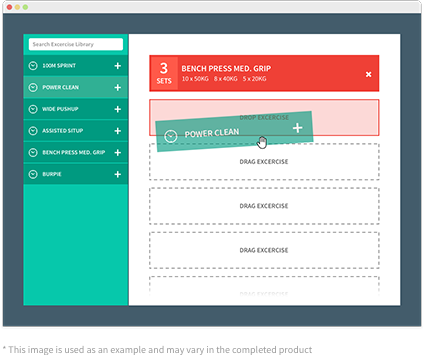 Search Excercise Library
100M SPRINT
POWER CLEAN
WIDE PUSHUP
ASSISTED SITUP
BENCH PRESS MED. GRIP
BURPIE
3
SETS
BENCH PRESS MED. GRIP
10 x 50KG 8 x 40KG 5 x 20KG
DROP EXCERCISE
POWER CLEAN
DRAG EXCERCISE
DRAG EXCERCISE
DRAG EXCERCISE
DRAG EXCERCISE
* This image is used as an example and may vary in the completed product